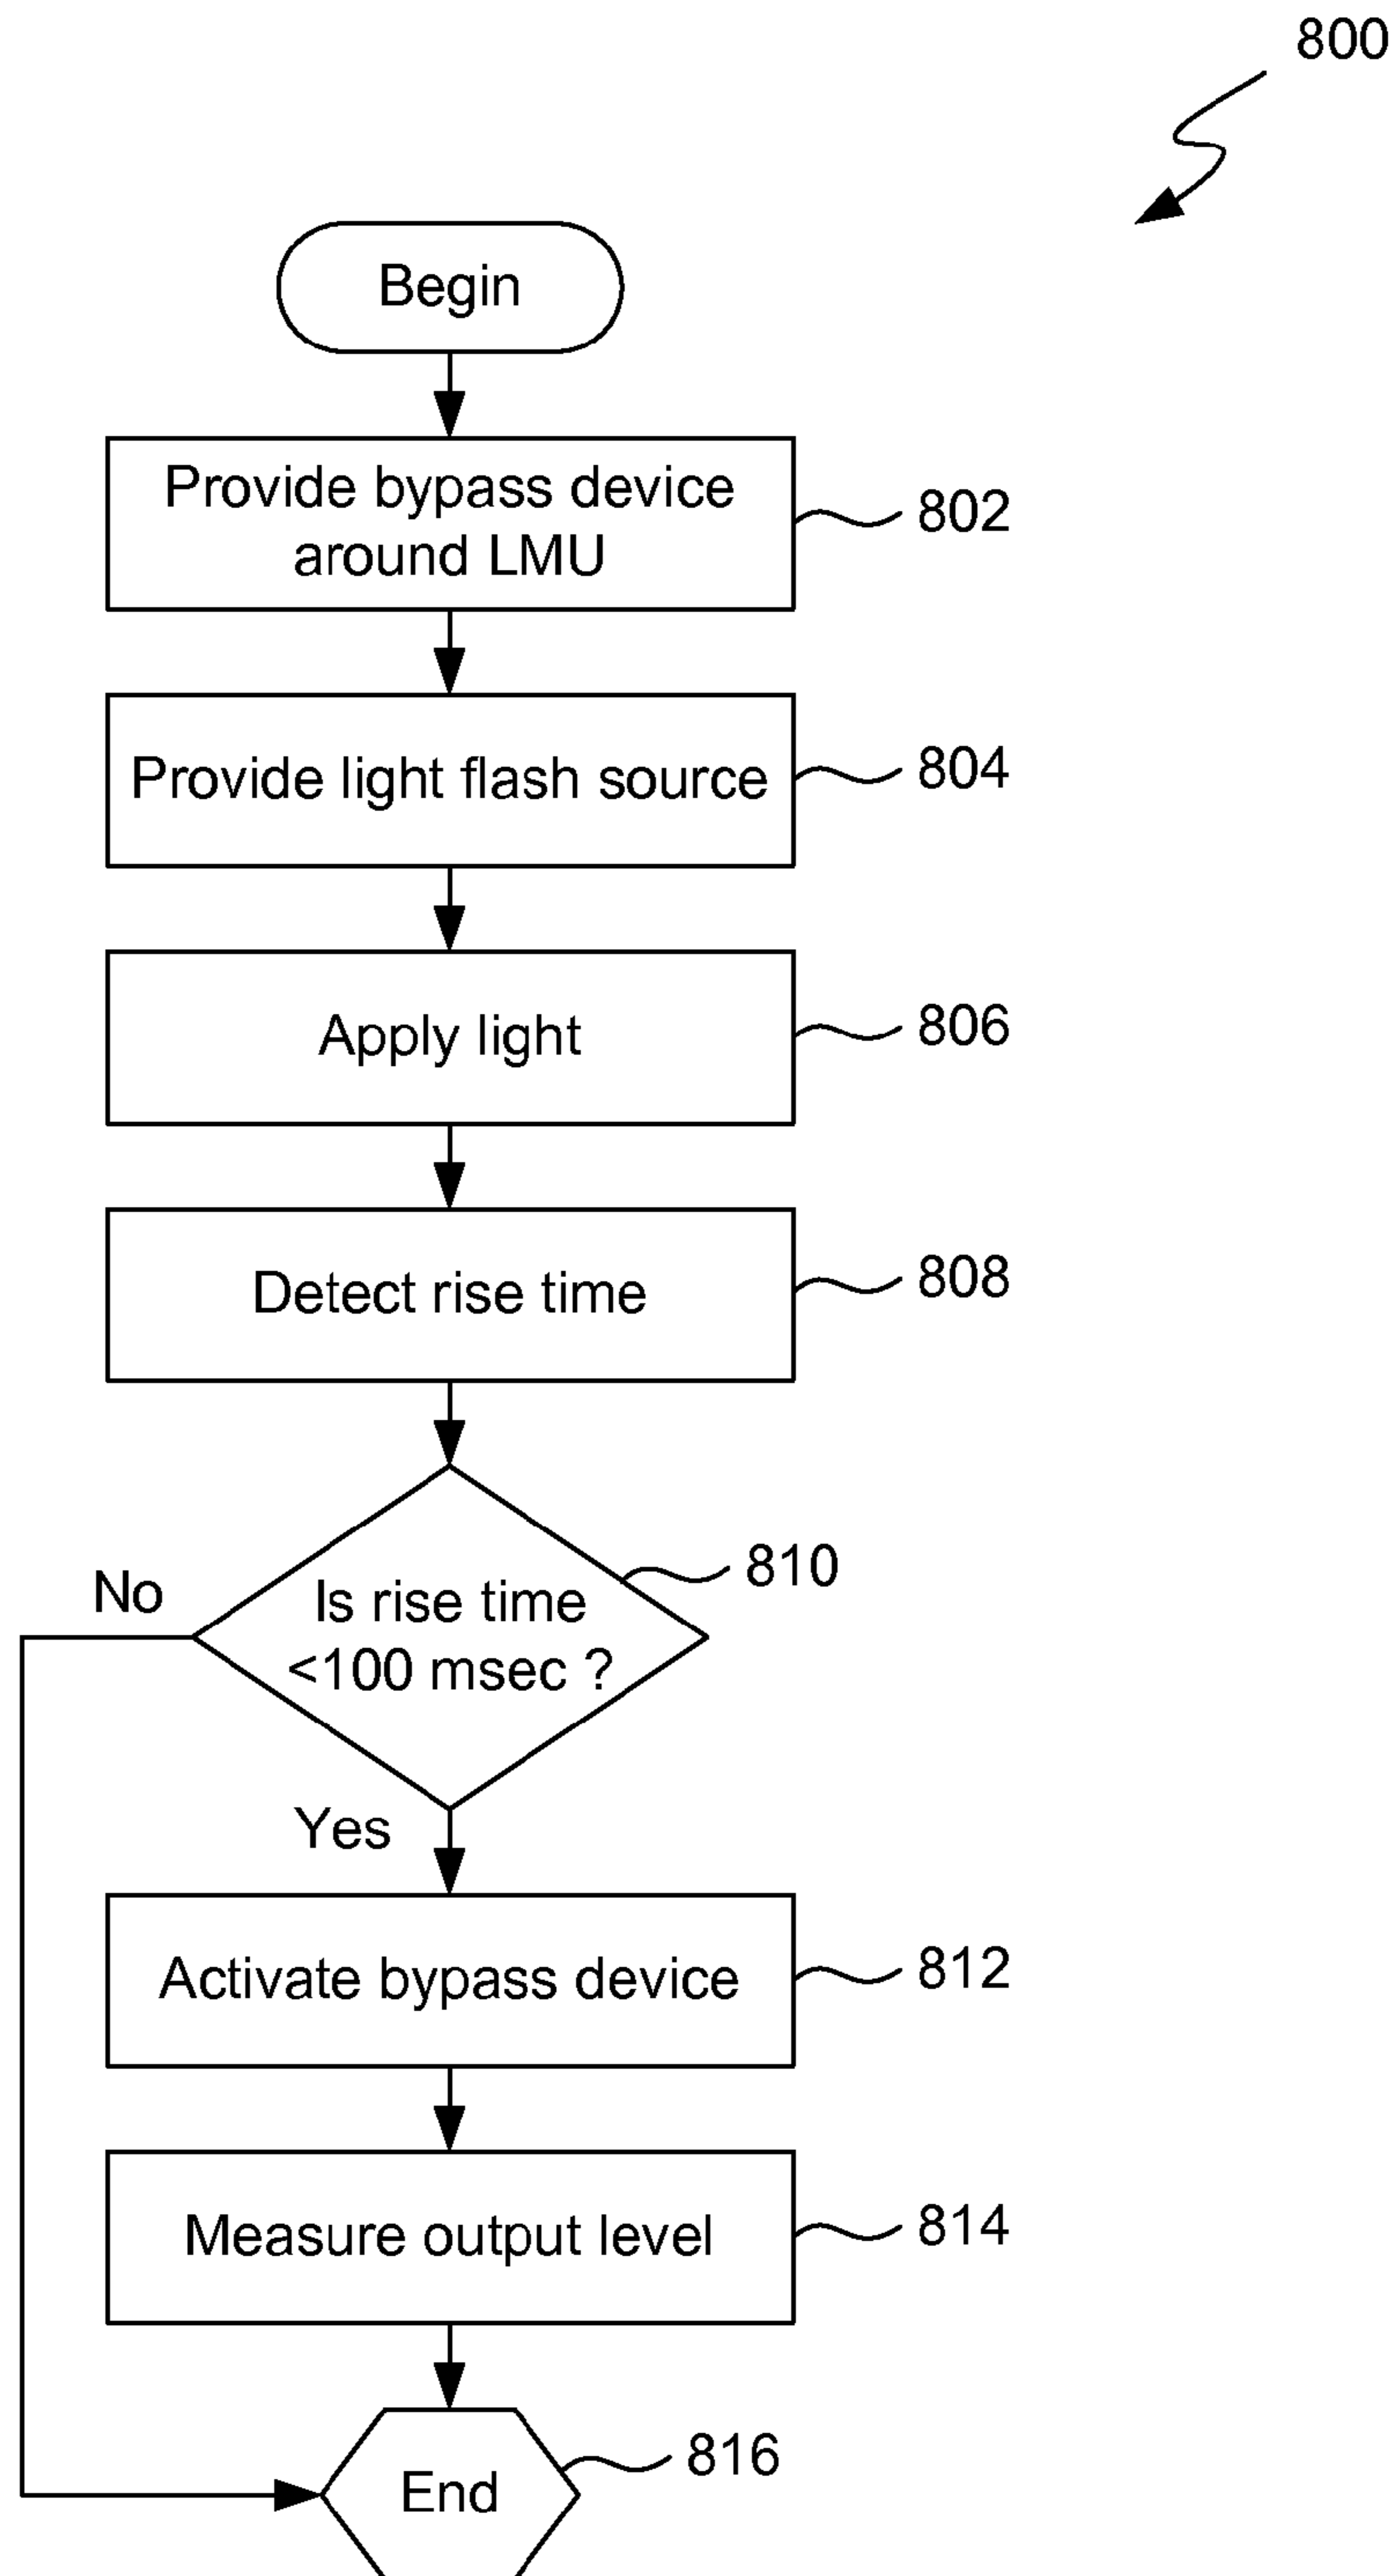 800
Begin
Provide bypass device
around LMU
802
Provide light flash source
804
Apply light
806
Detect rise time
808
Is rise time
<100 msec ?
810
No
Yes
Activate bypass device
812
Measure output level
814
End
816